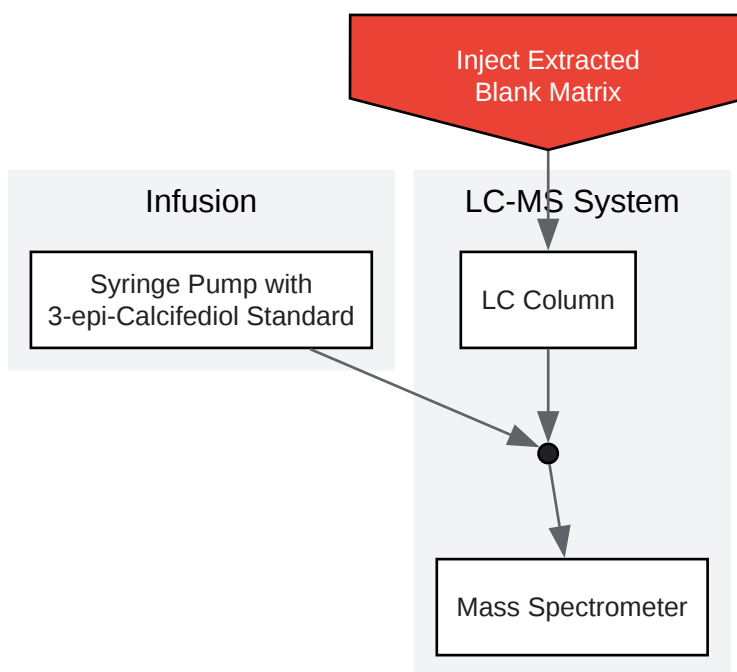 Inject Extracted
Blank Matrix
Infusion
LC-MS System
Syringe Pump with
3-epi-Calcifediol Standard
LC Column
Mass Spectrometer